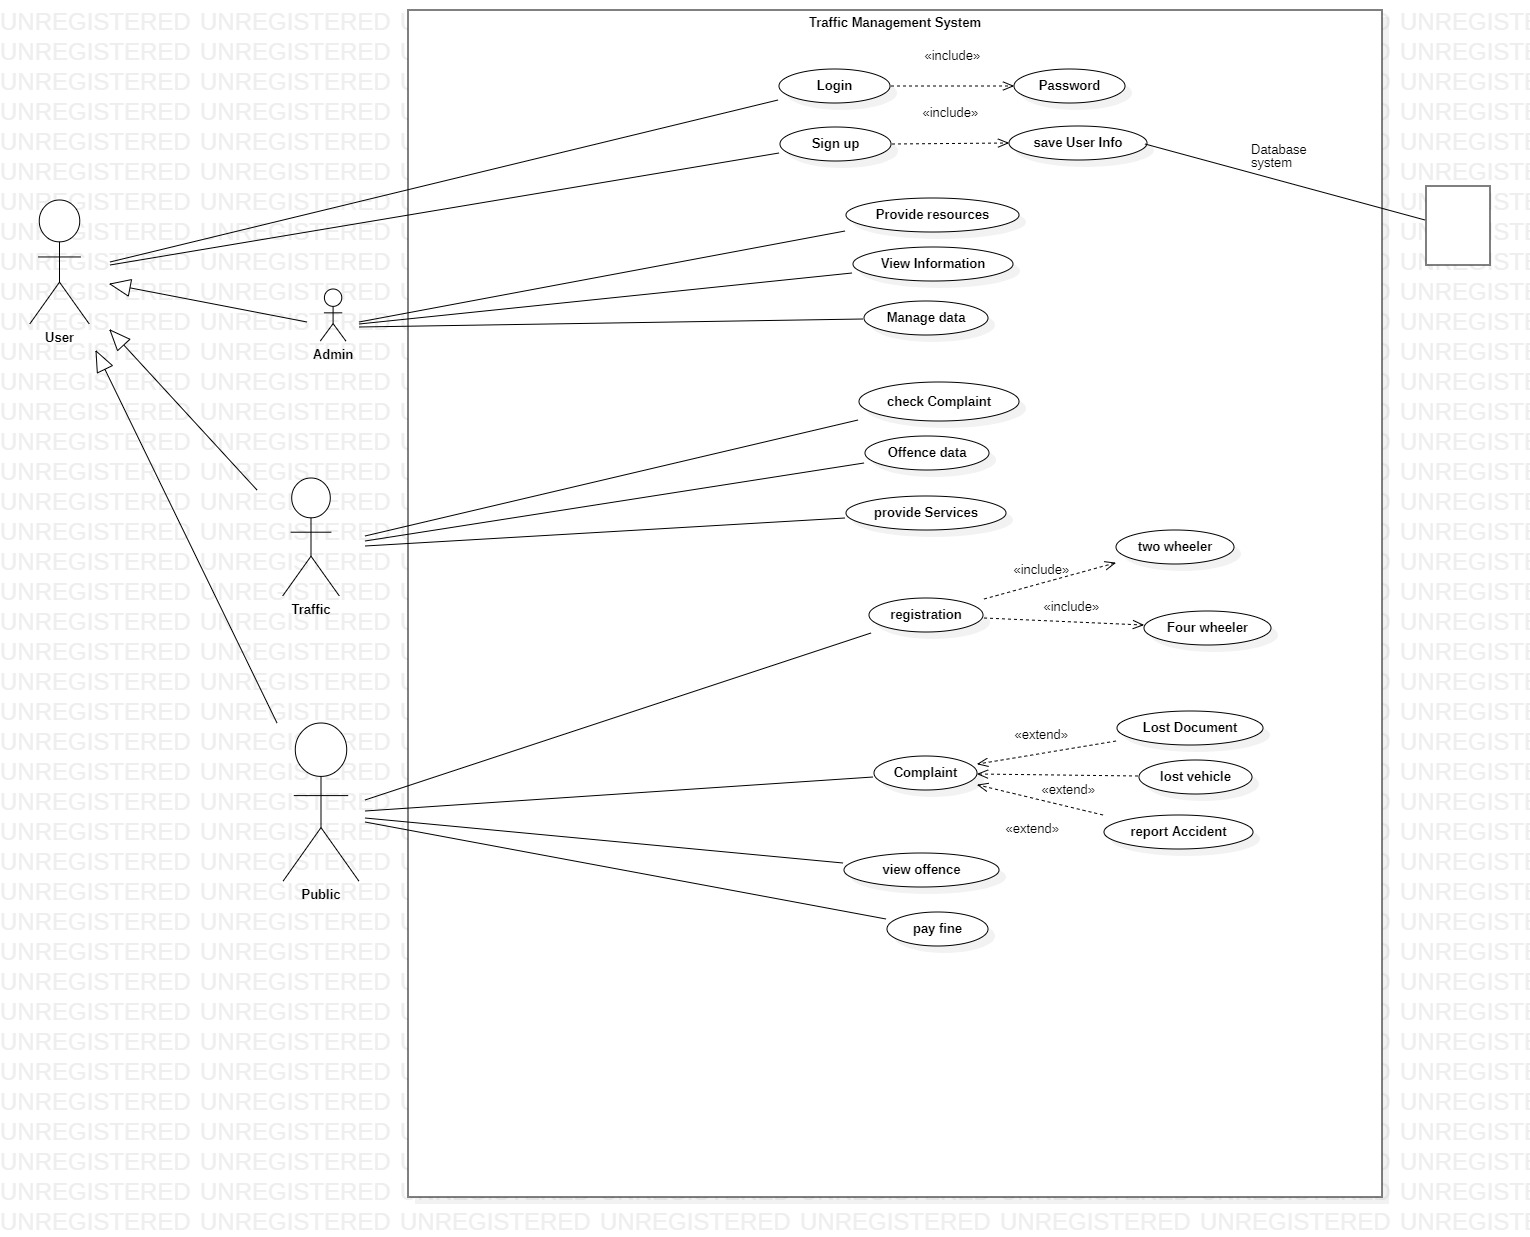 Traffic Management System
«include»
Login
Password
«include»
Sign up
save User Info
Database
system
Provide resources
View Information
Manage data
User
Admin
check Complaint
Offence data
provide Services
two wheeler
«include»
«include»
registration
Four wheeler
Traffic
Lost Document
«extend»
Complaint
lost vehicle
«extend»
«extend»
report Accident
view offence
Public
pay fine
UNREGISTERED UNREGISTERED UNREGISTERED UNREGISTERED UNREGISTERED UNREGISTERED UNREGISTERED